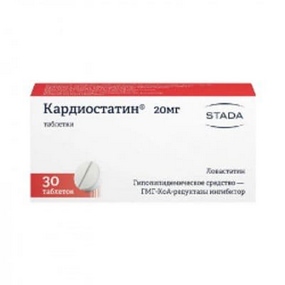 Кардиостатин® 20мг
таблетки
STADA
30
таблеток
Ловастатин
Гиполипидемическое средство —
ГМГ-КоА-редуктазы ингибитор